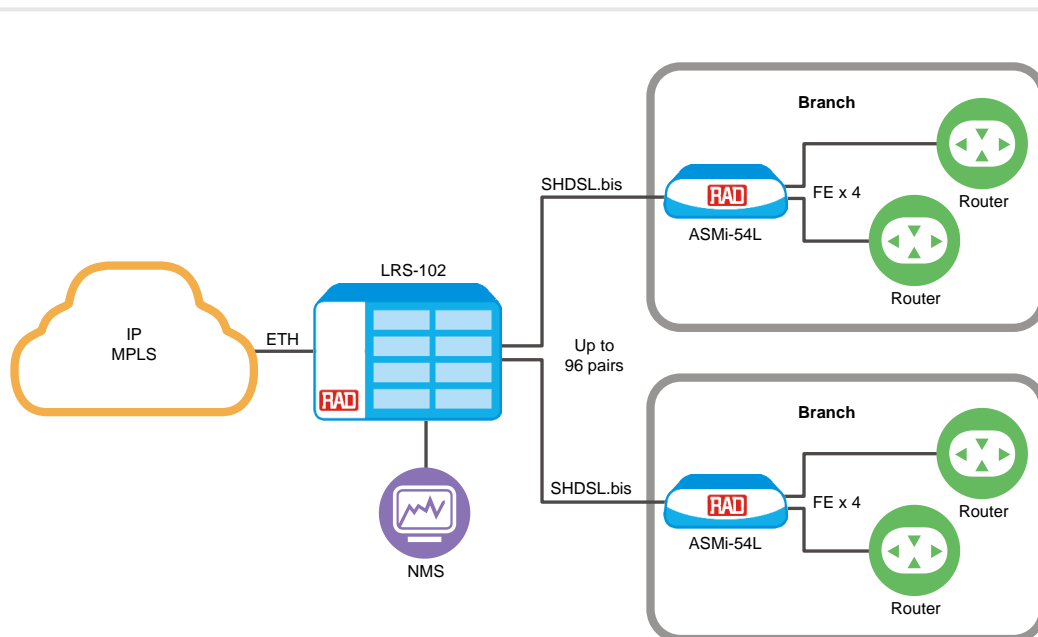 Branch
Router
SHDSL.bis
RAD
FE x 4
ASMi-54L
Router
LRS-102
IP
MPLS
ETH
RAD
Up to
96 pairs
NMS
Branch
Router
SHDSL.bis
RAD
FE x 4
ASMi-54L
Router